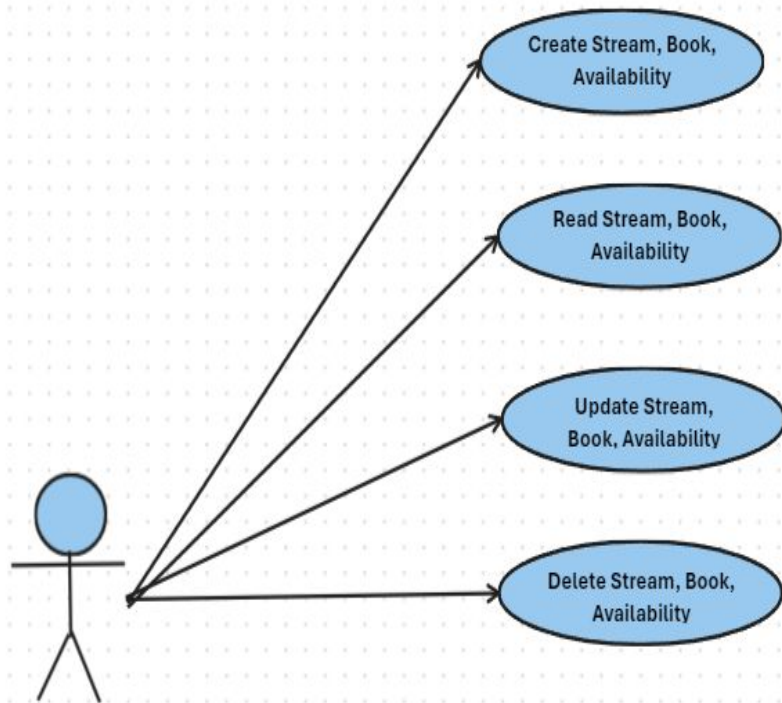 Create Stream, Book,
Availability
Read Stream, Book,
Availability
Update Stream,
Book, Availability
Delete Stream, Book,
Availability